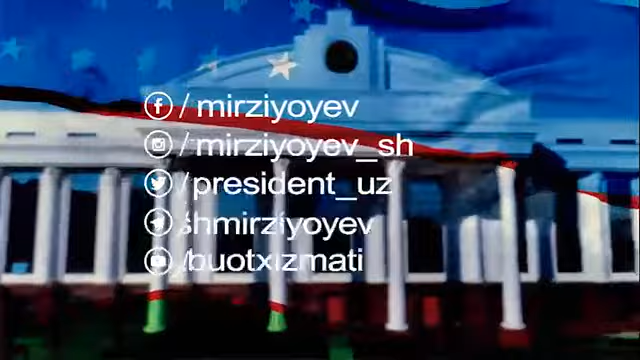 / mirziyoyev
/ mirziyoyev_sh
/ president_uz
shmirziyoyev
/buotxizmati